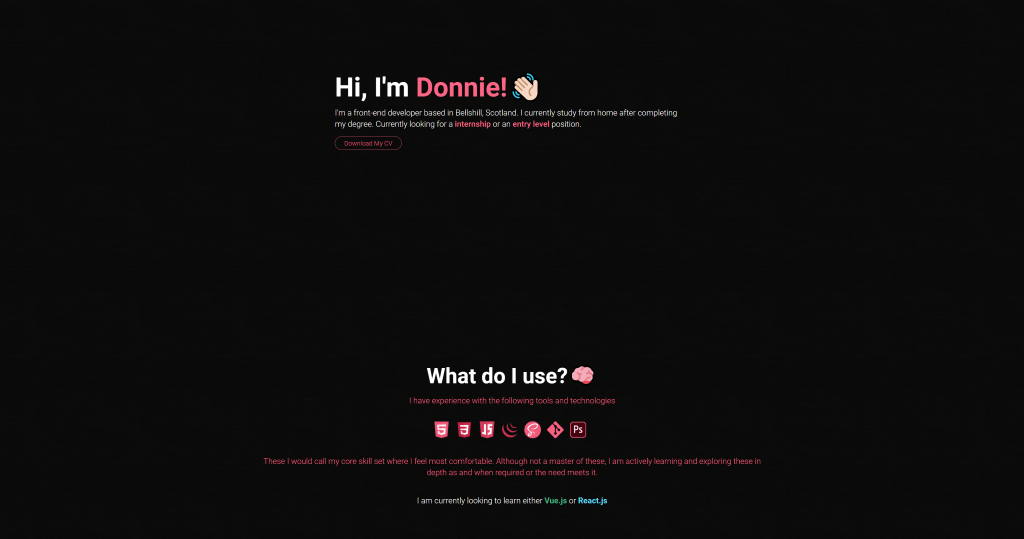 Hi, I'm Donnie!
I'm a front-end developer based in Bellshill, Scotland. I currently study from home after completing
my degree. Currently looking for a internship or an entry level position.
Download My CV
What do I use?
I have experience with the following tools and technologies
5 3 JS Ps
These I would call my core skill set where I feel most comfortable. Although not a master of these, I am actively learning and exploring these in
depth as and when required or the need meets it.
I am currently looking to learn either Vue.js or React.js